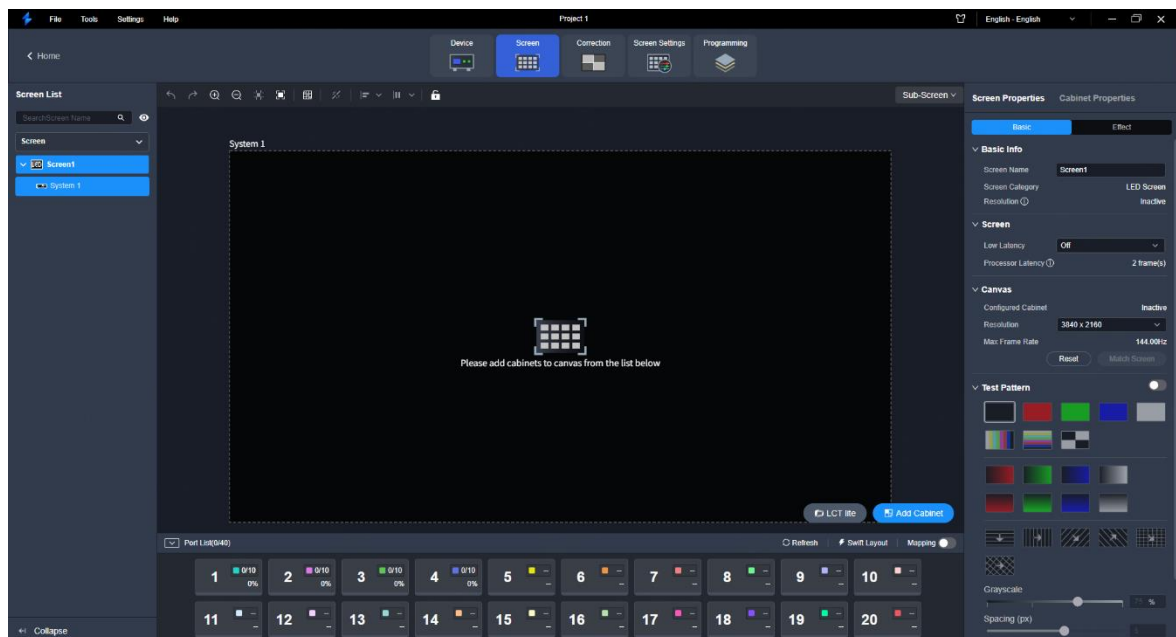 File Tools Settings Help
Project 1
English - English
Home
Device Screen Correction Screen Settings Programming
Screen List
SearchScreen Name
Screen
LED Screen1
System 1
Collapse
Sub-Screen
System 1
Please add cabinets to canvas from the list below
LCT lite
Add Cabinet
Port List(0/40)
Refresh
Swift Layout
Mapping
1 0/10 0%
2 0/10 0%
3 0/10 0%
4 0/10 0%
5 – –
6 – –
7 – –
8 – –
9 – –
10 – –
11 – –
12 – –
13 – –
14 – –
15 – –
16 – –
17 – –
18 – –
19 – –
20 – –
Screen Properties Cabinet Properties
Basic Effect
Basic Info
Screen Name Screen1
Screen Category LED Screen
Resolution Inactive
Screen
Low Latency Off
Processor Latency 2 frame(s)
Canvas
Configured Cabinet Inactive
Resolution 3840 x 2160
Max Frame Rate 144.00Hz
Reset Match Screen
Test Pattern
Grayscale
%
Spacing (px)